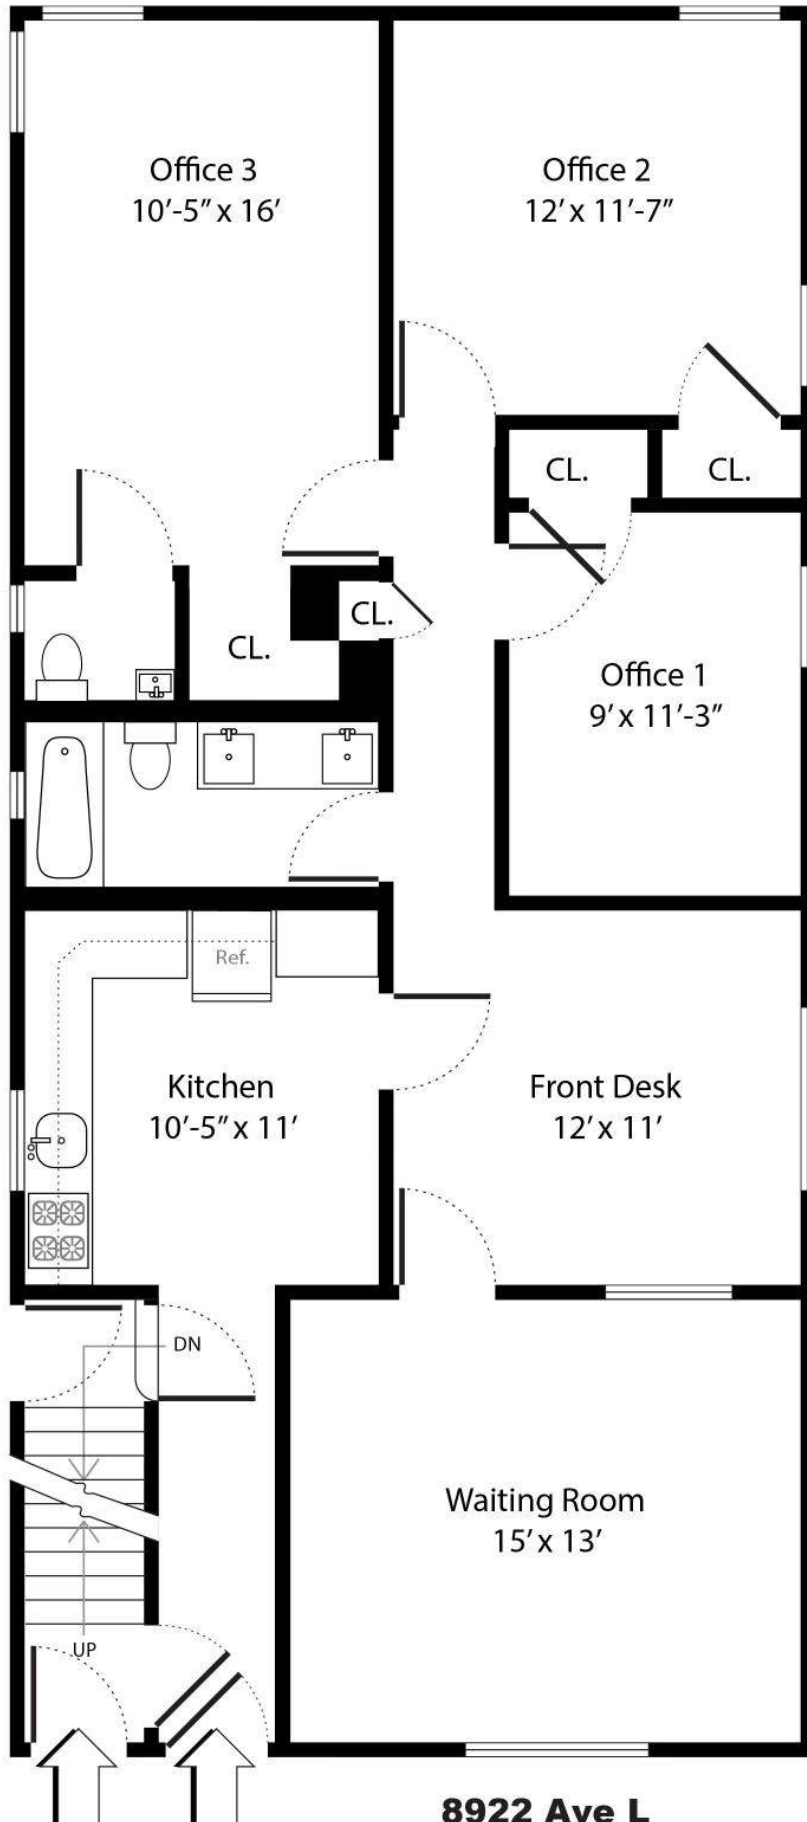 Office 3
10’-5” x 16’
Office 2
12’ x 11’-7”
CL.
CL.
CL.
CL.
Office 1
9’ x 11’-3”
Ref.
Kitchen
10’-5” x 11’
Front Desk
12’ x 11’
DN
Waiting Room
15’ x 13’
UP
8922 Ave L